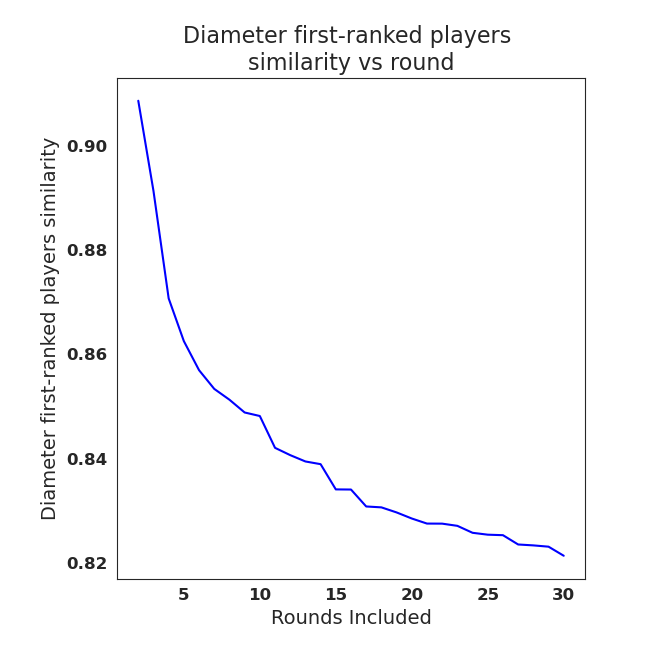 Diameter first-ranked players
similarity vs round
Diameter first-ranked players similarity
0.90
0.88
0.86
0.84
0.82
5 10 15 20 25 30
Rounds Included